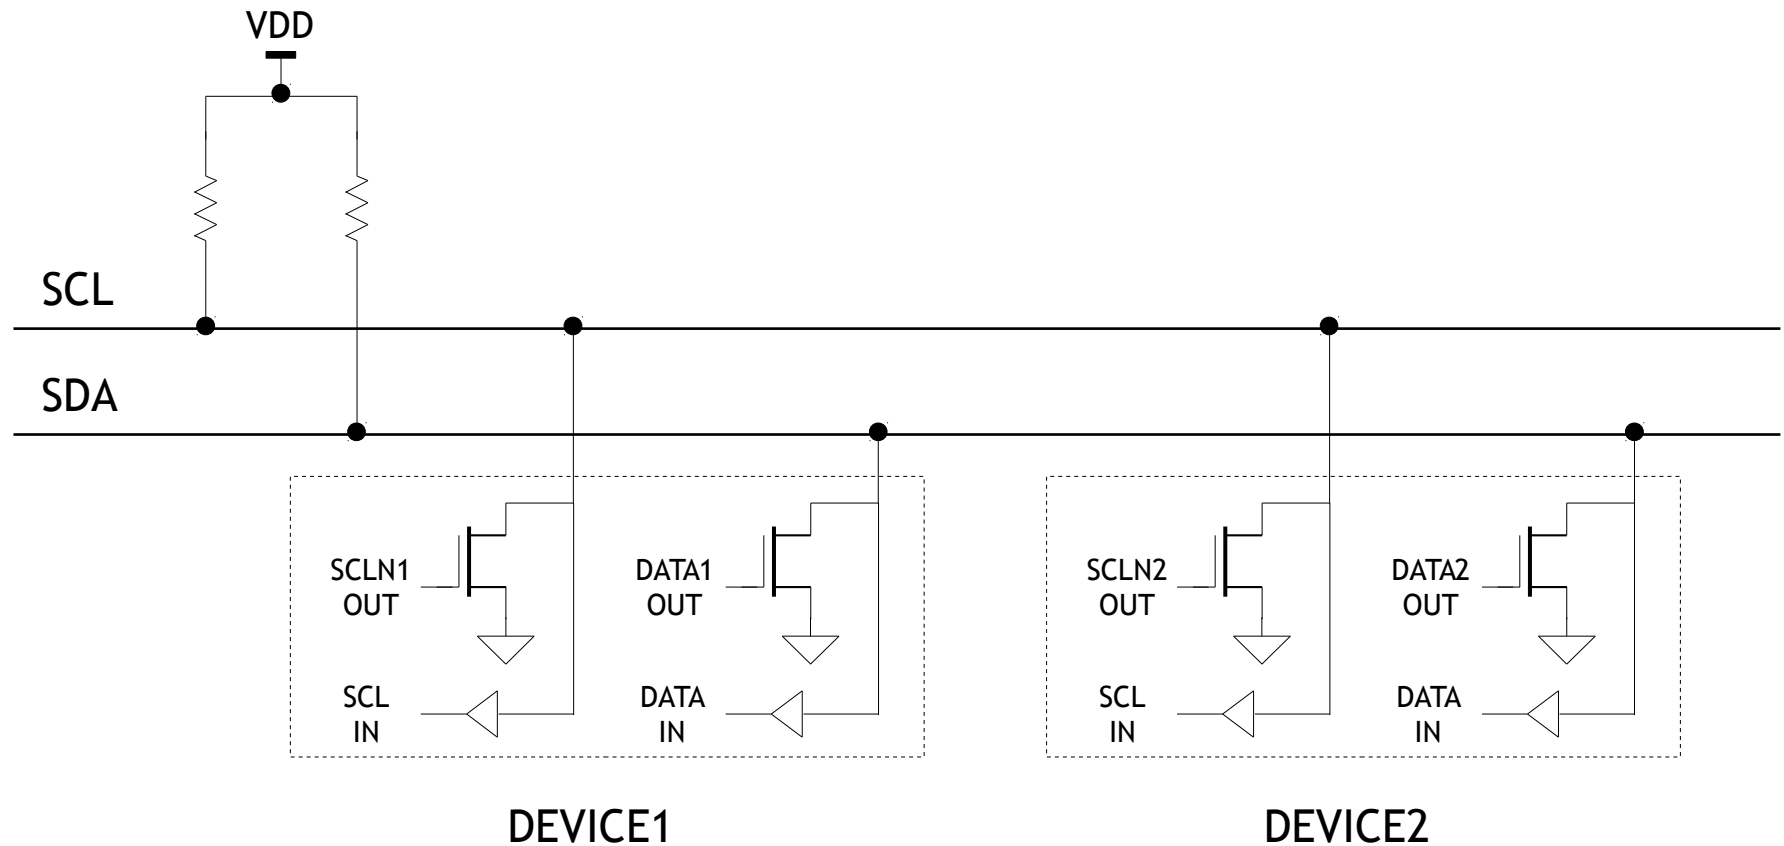 VDD
SCL
SDA
SCLN1
OUT
DATA1
OUT
SCLN2
OUT
DATA2
OUT
SCL
IN
DATA
IN
SCL
IN
DATA
IN
DEVICE1
DEVICE2